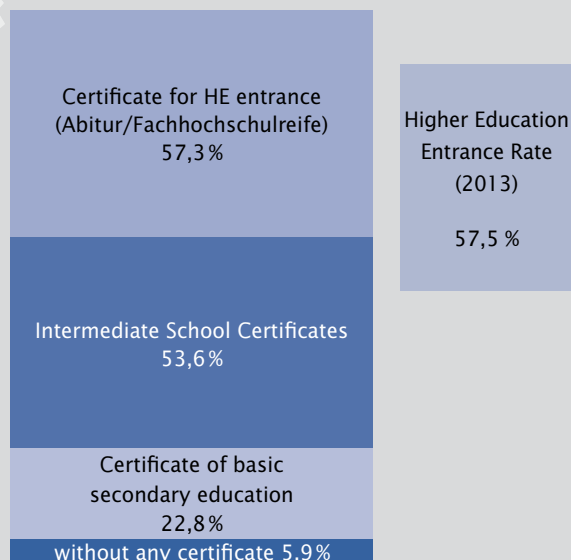 Certificate for HE entrance
(Abitur/Fachhochschulreife)
57,3%
Higher Education
Entrance Rate
(2013)
57,5 %
Intermediate School Certificates
53,6%
Certificate of basic
secondary education
22,8%
without any certificate 5,9%